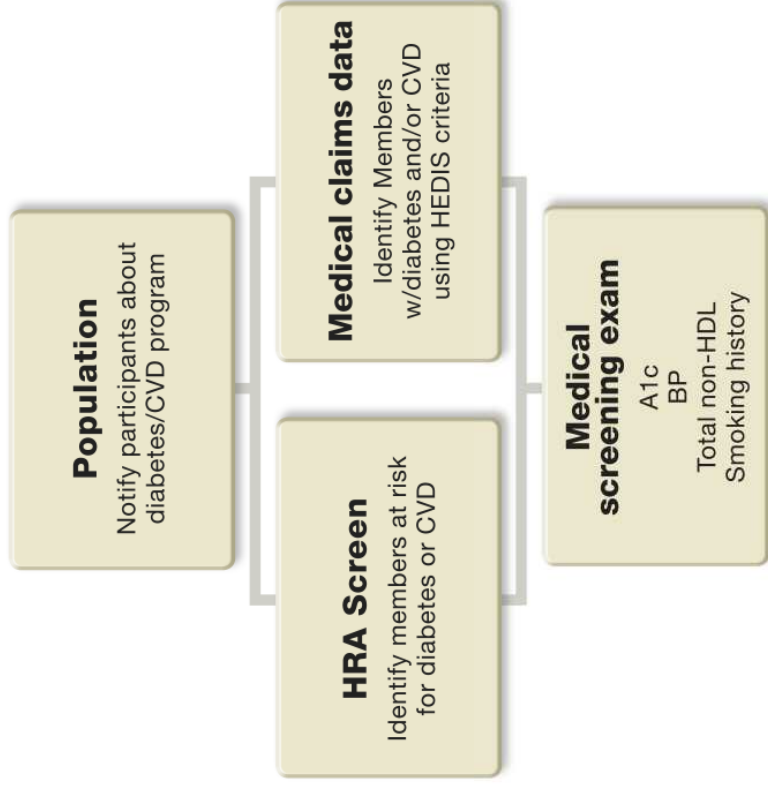 Population
Notify participants about
diabetes/CVD program
HRA Screen
Identify members at risk
for diabetes or CVD
Medical claims data
Identify Members
w/diabetes and/or CVD
using HEDIS criteria
Medical
screening exam
A1c
BP
Total non-HDL
Smoking history